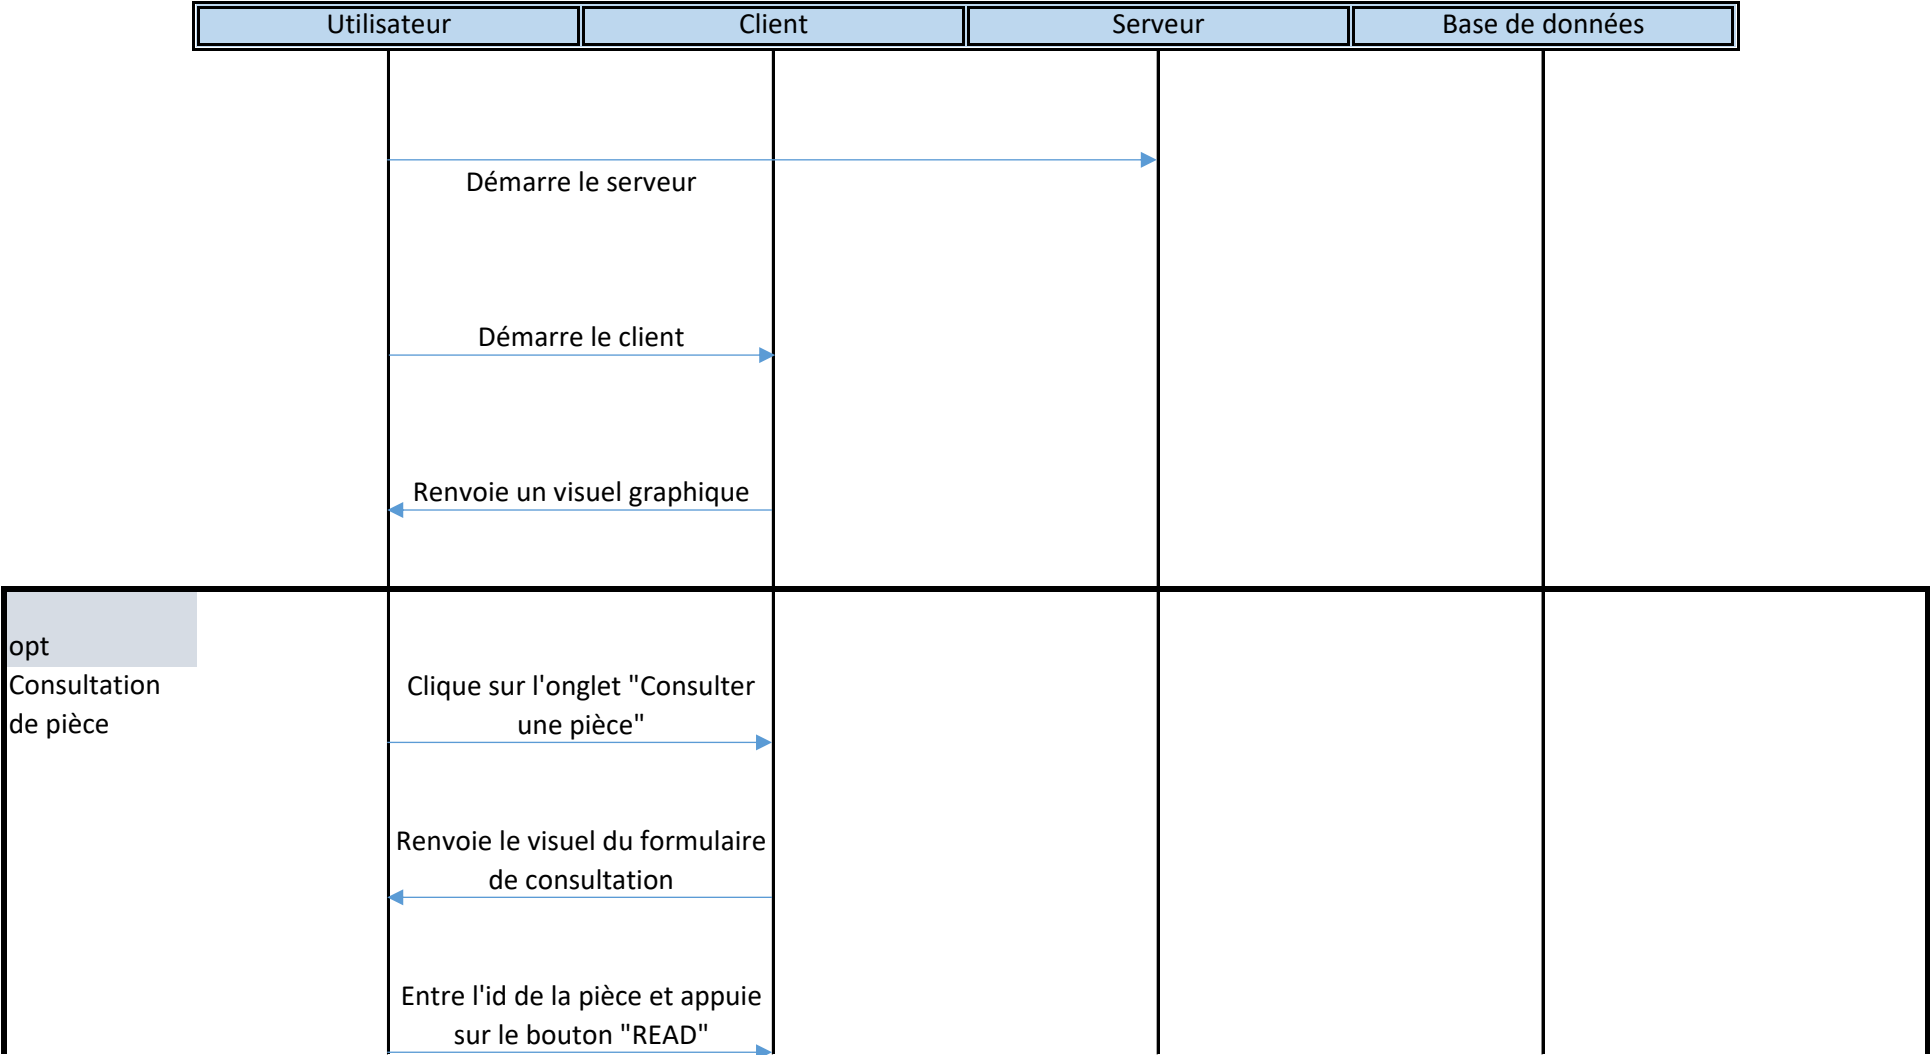 Utilisateur
Client
Serveur
Base de données
Démarre le serveur
Démarre le client
Renvoie un visuel graphique
opt
Consultation
de pièce
Clique sur l'onglet "Consulter
une pièce"
Renvoie le visuel du formulaire
de consultation
Entre l'id de la pièce et appuie
sur le bouton "READ"